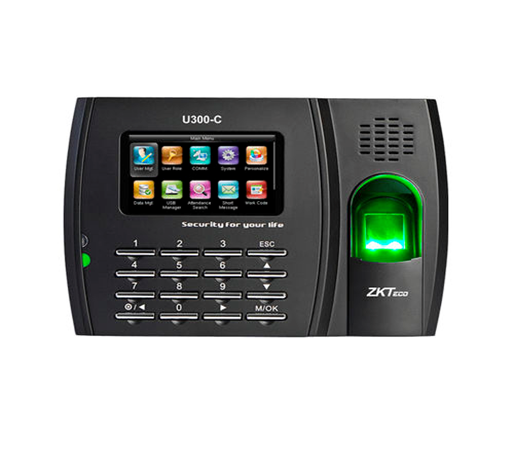 U300-C
Main Menu
User Mgt. User Role COMM. System Personalize
Data Mgt. USB Manager Attendance Search Short Message Work Code
Security for your life
1 2 3 ESC
4 5 6 ▲
7 8 9 ▼
⊙/◀ 0 ▶ M/OK
ZKTECO